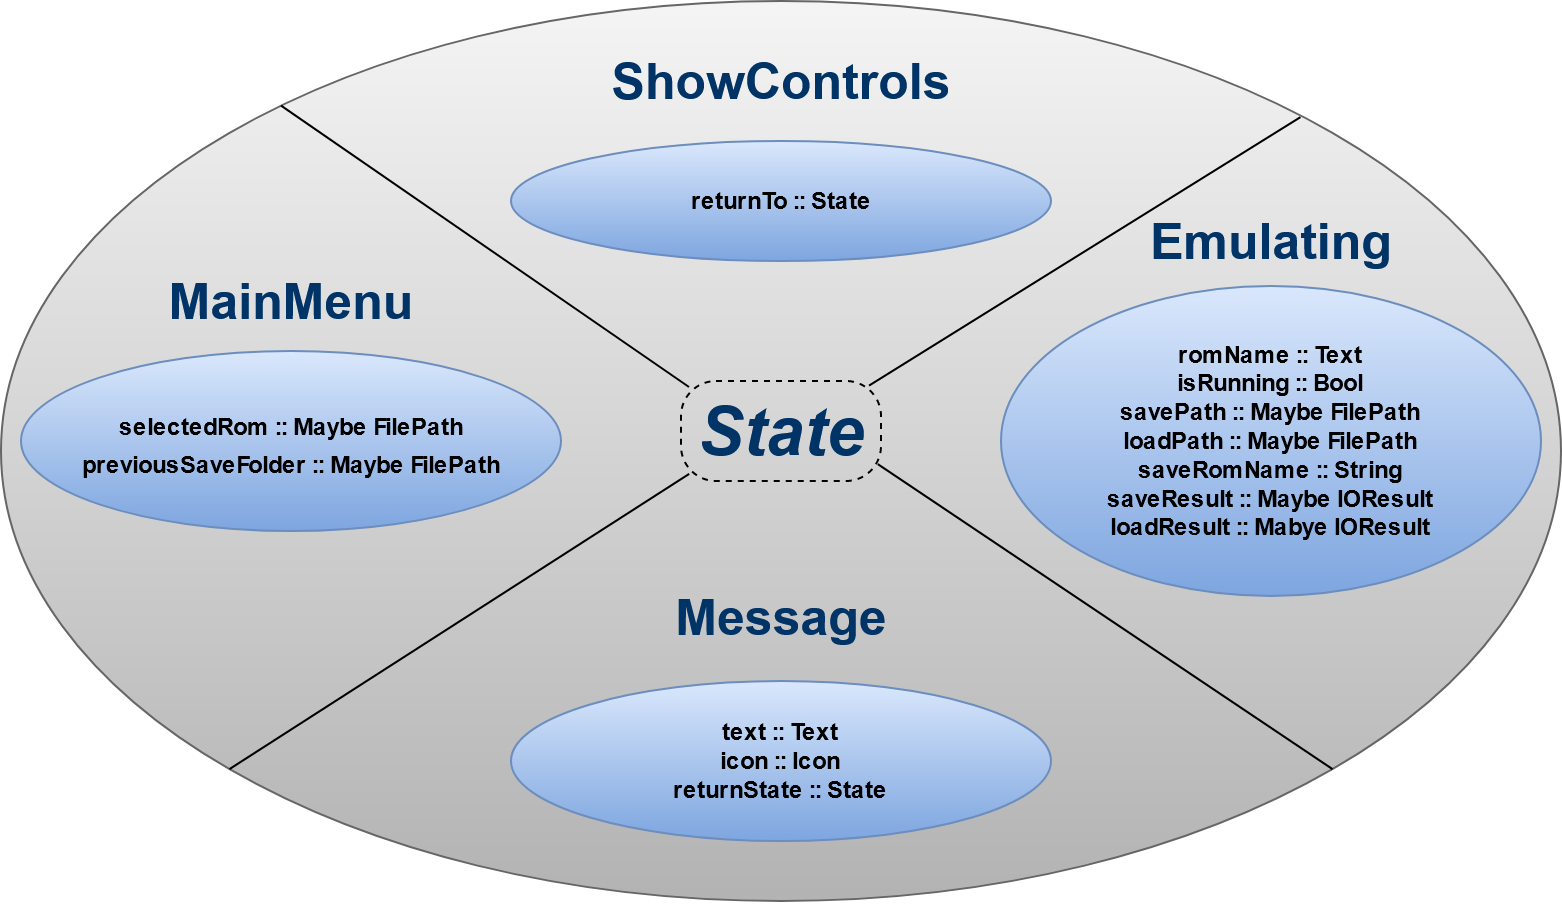 ShowControls
returnTo :: State
MainMenu
selectedRom :: Maybe FilePath
previousSaveFolder :: Maybe FilePath
State
Emulating
romName :: Text
isRunning :: Bool
savePath :: Maybe FilePath
loadPath :: Maybe FilePath
saveRomName :: String
saveResult :: Maybe IOResult
loadResult :: Mabye IOResult
Message
text :: Text
icon :: Icon
returnState :: State